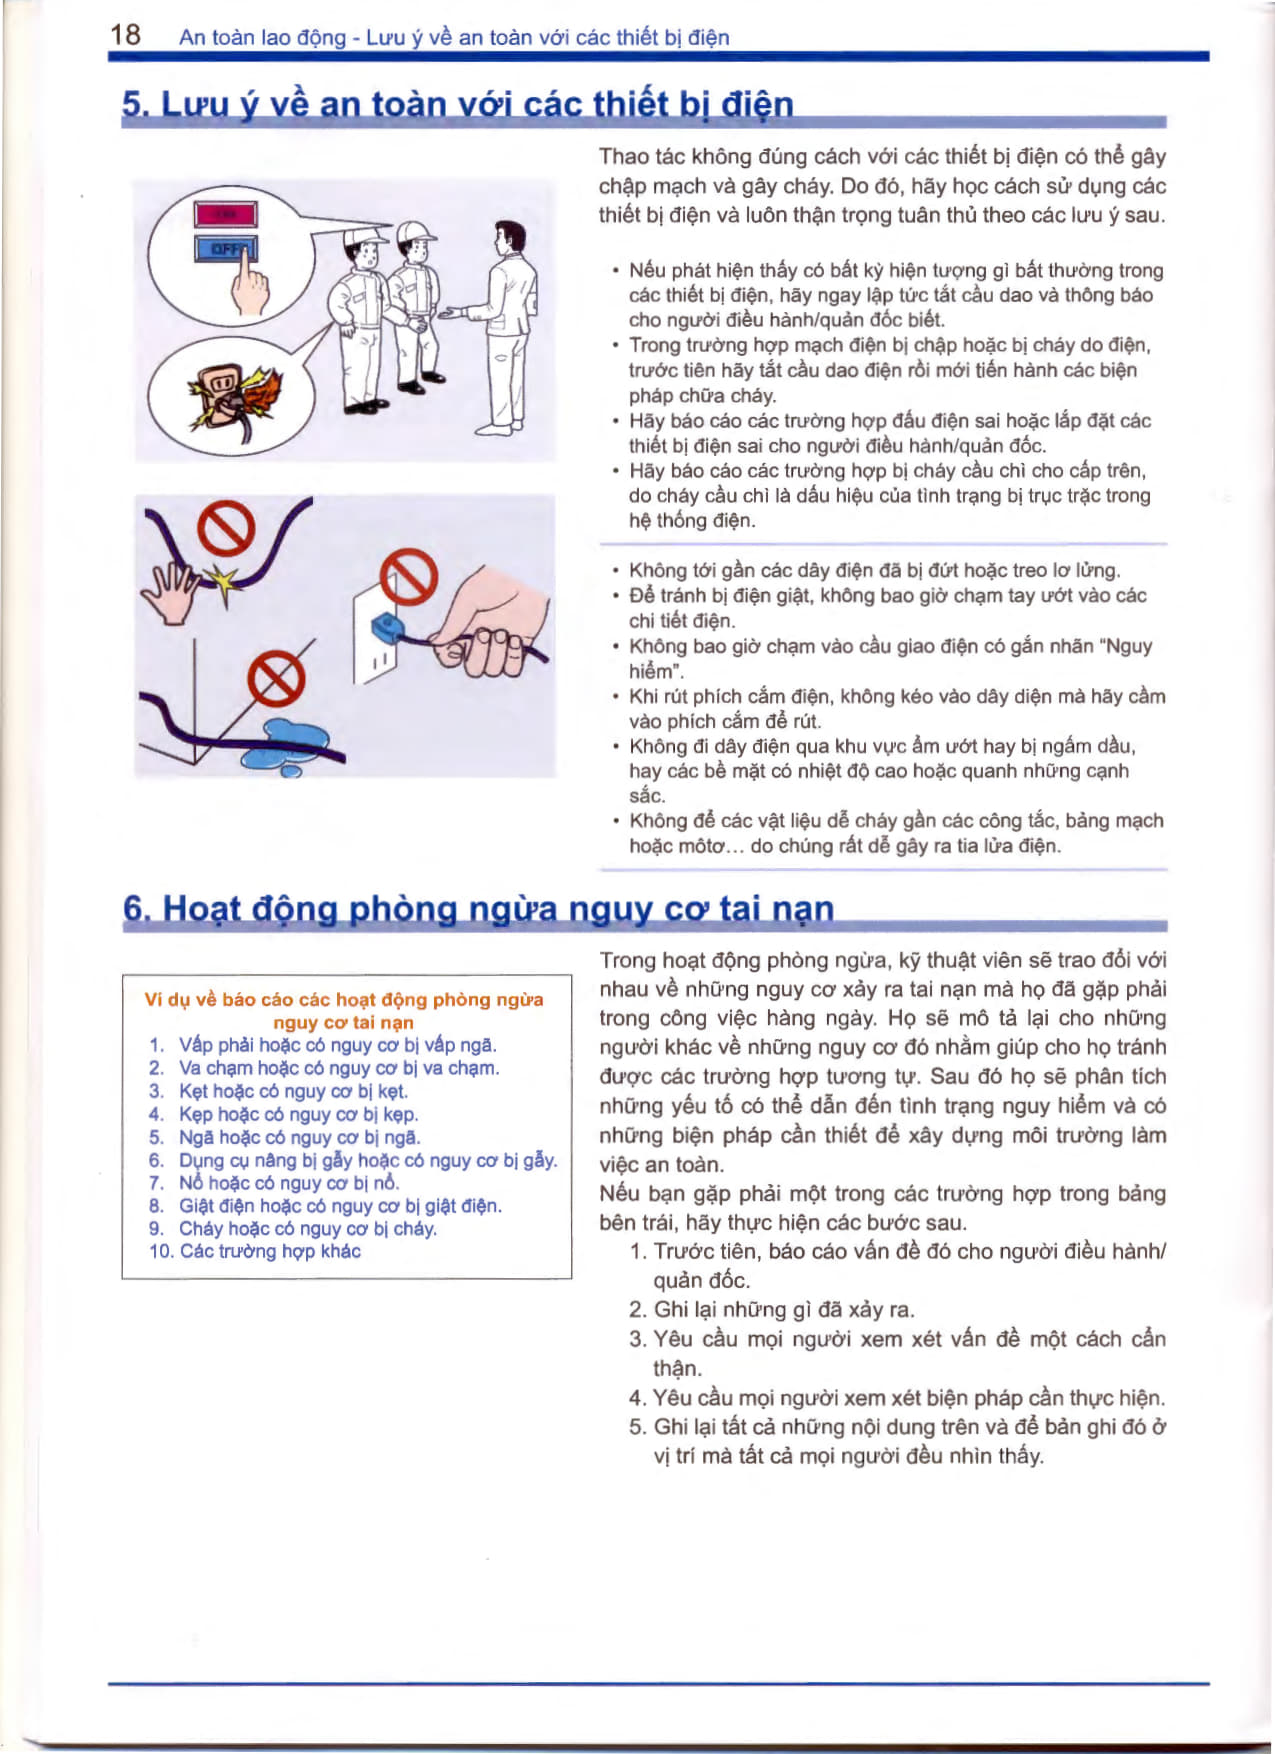 18 An toàn lao động - Lưu ý về an toàn với các thiết bị điện
5. Lưu ý về an toàn với các thiết bị điện
OFF
Thao tác không đúng cách với các thiết bị điện có thể gây
chập mạch và gây cháy. Do đó, hãy học cách sử dụng các
thiết bị điện và luôn thận trọng tuân thủ theo các lưu ý sau.
• Nếu phát hiện thấy có bất kỳ hiện tượng gì bất thường trong
các thiết bị điện, hãy ngay lập tức tắt cầu dao và thông báo
cho người điều hành/quản đốc biết.
• Trong trường hợp mạch điện bị chập hoặc bị cháy do điện,
trước tiên hãy tắt cầu dao điện rồi mới tiến hành các biện
pháp chữa cháy.
• Hãy báo cáo các trường hợp đấu điện sai hoặc lắp đặt các
thiết bị điện sai cho người điều hành/quản đốc.
• Hãy báo cáo các trường hợp bị cháy cầu chì cho cấp trên,
do cháy cầu chì là dấu hiệu của tình trạng bị trục trặc trong
hệ thống điện.
• Không tới gần các dây điện đã bị đứt hoặc treo lơ lửng.
• Để tránh bị điện giật, không bao giờ chạm tay ướt vào các
chi tiết điện.
• Không bao giờ chạm vào cầu giao điện có gắn nhãn "Nguy
hiểm".
• Khi rút phích cắm điện, không kéo vào dây diện mà hãy cầm
vào phích cắm để rút.
• Không đi dây điện qua khu vực ẩm ướt hay bị ngấm dầu,
hay các bề mặt có nhiệt độ cao hoặc quanh những cạnh
sắc.
• Không để các vật liệu dễ cháy gần các công tắc, bảng mạch
hoặc môtơ... do chúng rất dễ gây ra tia lửa điện.
6. Hoạt động phòng ngừa nguy cơ tai nạn
Ví dụ về báo cáo các hoạt động phòng ngừa
nguy cơ tai nạn
1. Vấp phải hoặc có nguy cơ bị vấp ngã.
2. Va chạm hoặc có nguy cơ bị va chạm.
3. Kẹt hoặc có nguy cơ bị kẹt.
4. Kẹp hoặc có nguy cơ bị kẹp.
5. Ngã hoặc có nguy cơ bị ngã.
6. Dụng cụ nâng bị gẫy hoặc có nguy cơ bị gẫy.
7. Nổ hoặc có nguy cơ bị nổ.
8. Giật điện hoặc có nguy cơ bị giật điện.
9. Cháy hoặc có nguy cơ bị cháy.
10. Các trường hợp khác
Trong hoạt động phòng ngừa, kỹ thuật viên sẽ trao đổi với
nhau về những nguy cơ xảy ra tai nạn mà họ đã gặp phải
trong công việc hàng ngày. Họ sẽ mô tả lại cho những
người khác về những nguy cơ đó nhằm giúp cho họ tránh
được các trường hợp tương tự. Sau đó họ sẽ phân tích
những yếu tố có thể dẫn đến tình trạng nguy hiểm và có
những biện pháp cần thiết để xây dựng môi trường làm
việc an toàn.
Nếu bạn gặp phải một trong các trường hợp trong bảng
bên trái, hãy thực hiện các bước sau.
1. Trước tiên, báo cáo vấn đề đó cho người điều hành/
quản đốc.
2. Ghi lại những gì đã xảy ra.
3. Yêu cầu mọi người xem xét vấn đề một cách cẩn
thận.
4. Yêu cầu mọi người xem xét biện pháp cần thực hiện.
5. Ghi lại tất cả những nội dung trên và để bản ghi đó ở
vị trí mà tất cả mọi người đều nhìn thấy.